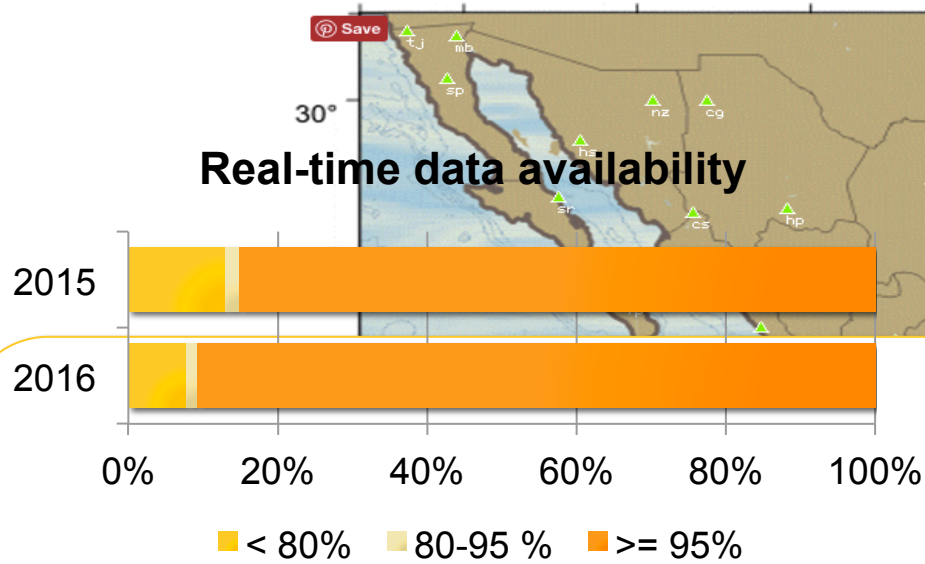 Save
tj
mb
sp
30°
nz
cg
hs
Real-time data availability
sr
cs
hp
2015
2016
0% 20% 40% 60% 80% 100%
< 80% 80-95 % >= 95%